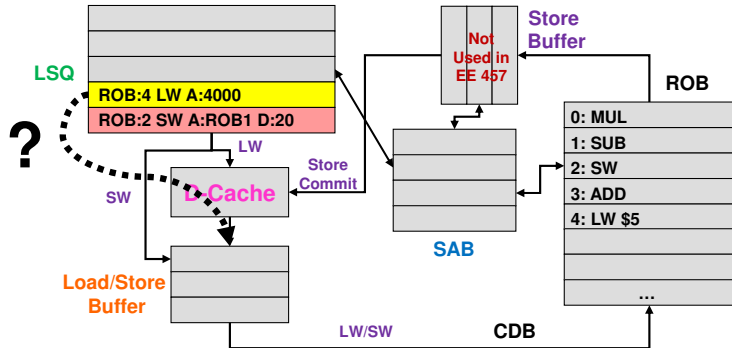 LSQ
ROB:4 LW A:4000
ROB:2 SW A:ROB1 D:20
?
LW
SW
D-Cache
Store
Commit
Load/Store
Buffer
LW/SW
CDB
Not
Used in
EE 457
Store
Buffer
SAB
ROB
0: MUL
1: SUB
2: SW
3: ADD
4: LW $5
...